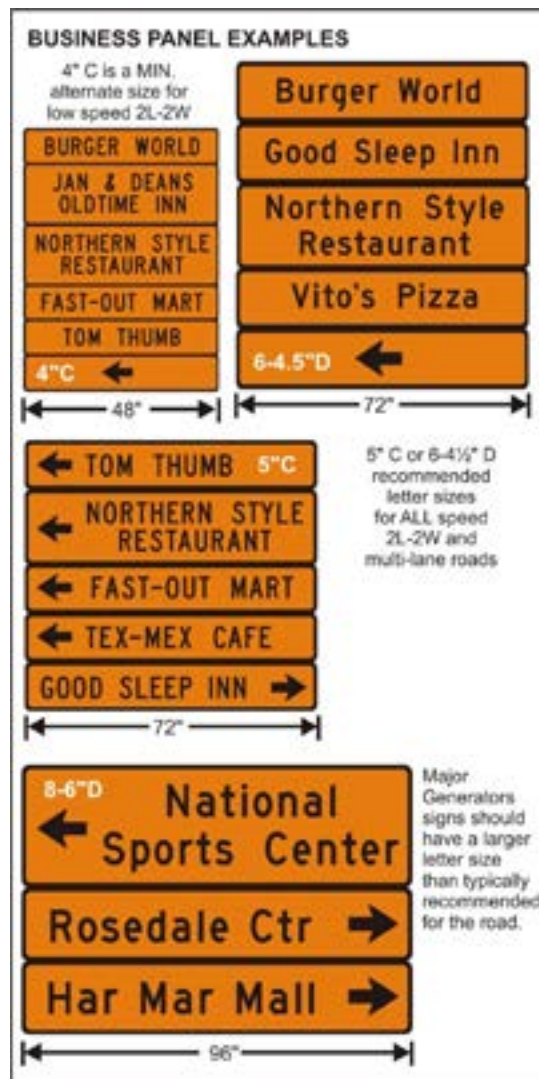 BUSINESS PANEL EXAMPLES
4" C is a MIN.
alternate size for
low speed 2L-2W
BURGER WORLD
JAN & DEANS
OLDTIME INN
NORTHERN STYLE
RESTAURANT
FAST-OUT MART
TOM THUMB
4"C
48"
Burger World
Good Sleep Inn
Northern Style
Restaurant
Vito's Pizza
6-4.5"D
72"
TOM THUMB 5"C
NORTHERN STYLE
RESTAURANT
FAST-OUT MART
TEX-MEX CAFE
GOOD SLEEP INN
72"
5" C or 6-4½" D
recommended
letter sizes
for ALL speed
2L-2W and
multi-lane roads
8-6"D
National
Sports Center
Rosedale Ctr
Har Mar Mall
96"
Major
Generators
signs should
have a larger
letter size
than typically
recommended
for the road.